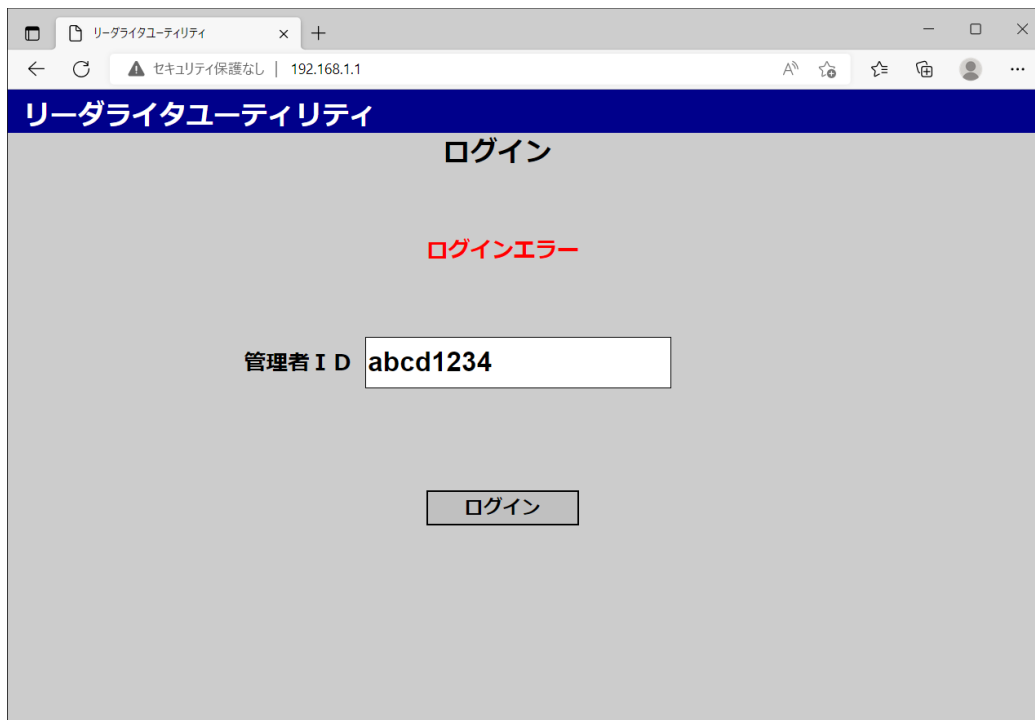 リーダライタユーティリティ
セキュリティ保護なし | 192.168.1.1
リーダライタユーティリティ
ログイン
ログインエラー
管理者ＩＤ abcd1234
ログイン